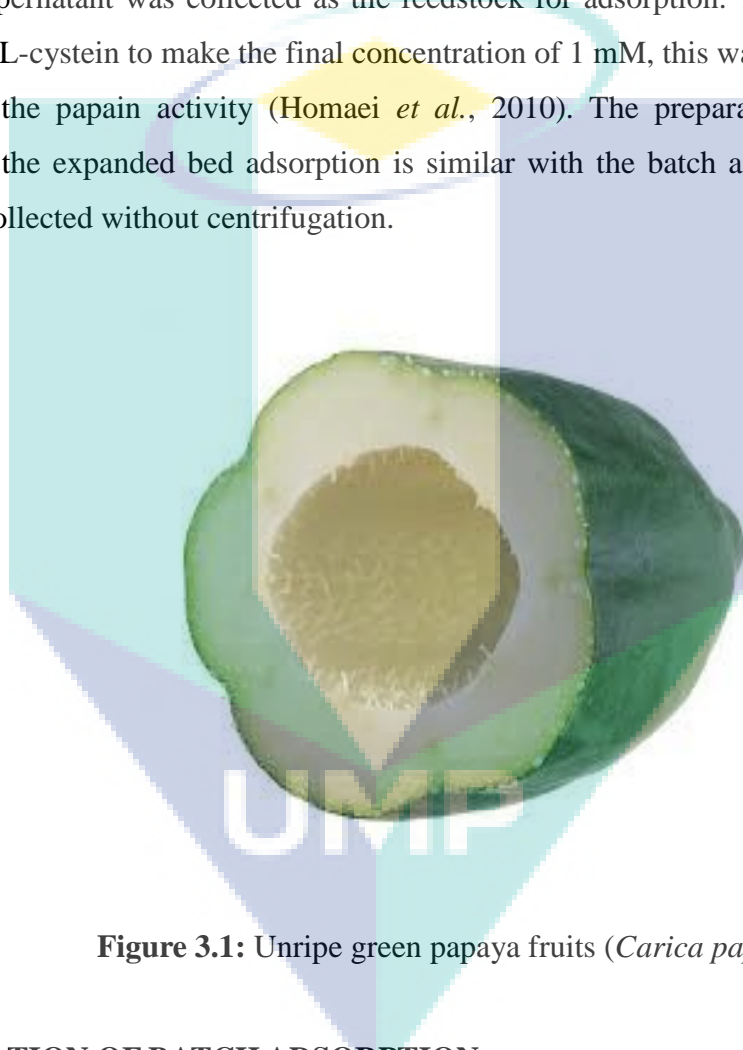 pernatant was collected as the feedstock for adsorption.
L-cystein to make the final concentration of 1 mM, this wa
the papain activity (Homaei et al., 2010). The prepara
the expanded bed adsorption is similar with the batch a
ollected without centrifugation.
UMP
Figure 3.1: Unripe green papaya fruits (Carica pa
TION OF BATCH ADSORPTION